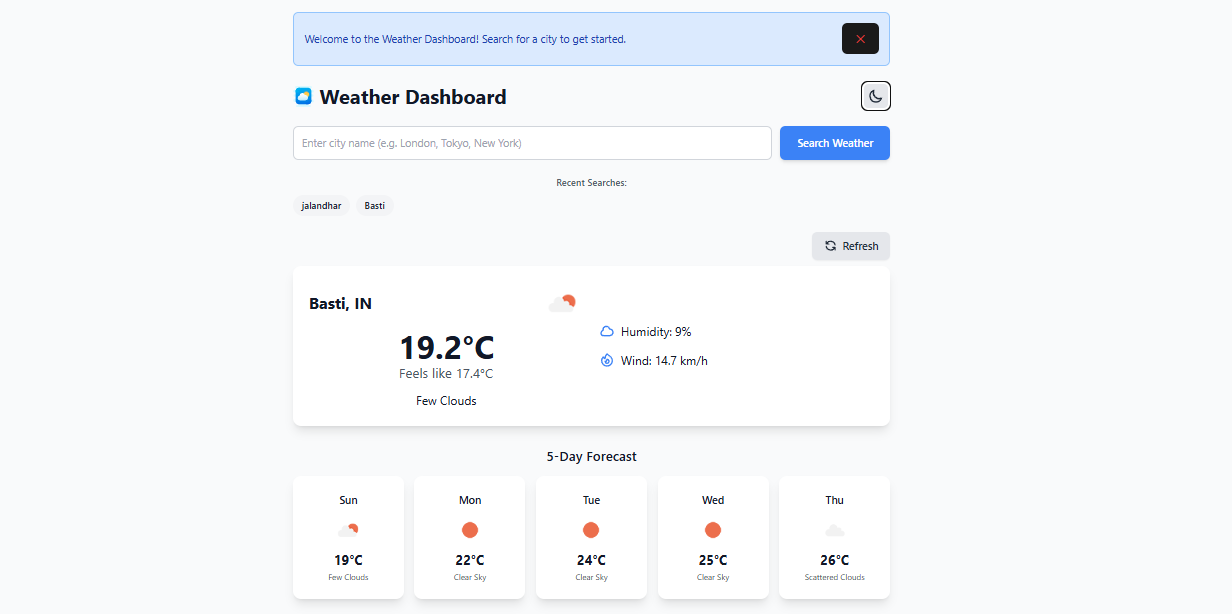 Welcome to the Weather Dashboard! Search for a city to get started.
Weather Dashboard
Enter city name (e.g. London, Tokyo, New York)
Search Weather
Recent Searches:
jalandhar
Basti
Refresh
Basti, IN
19.2°C
Feels like 17.4°C
Few Clouds
Humidity: 9%
Wind: 14.7 km/h
5-Day Forecast
Sun
19°C
Few Clouds
Mon
22°C
Clear Sky
Tue
24°C
Clear Sky
Wed
25°C
Clear Sky
Thu
26°C
Scattered Clouds